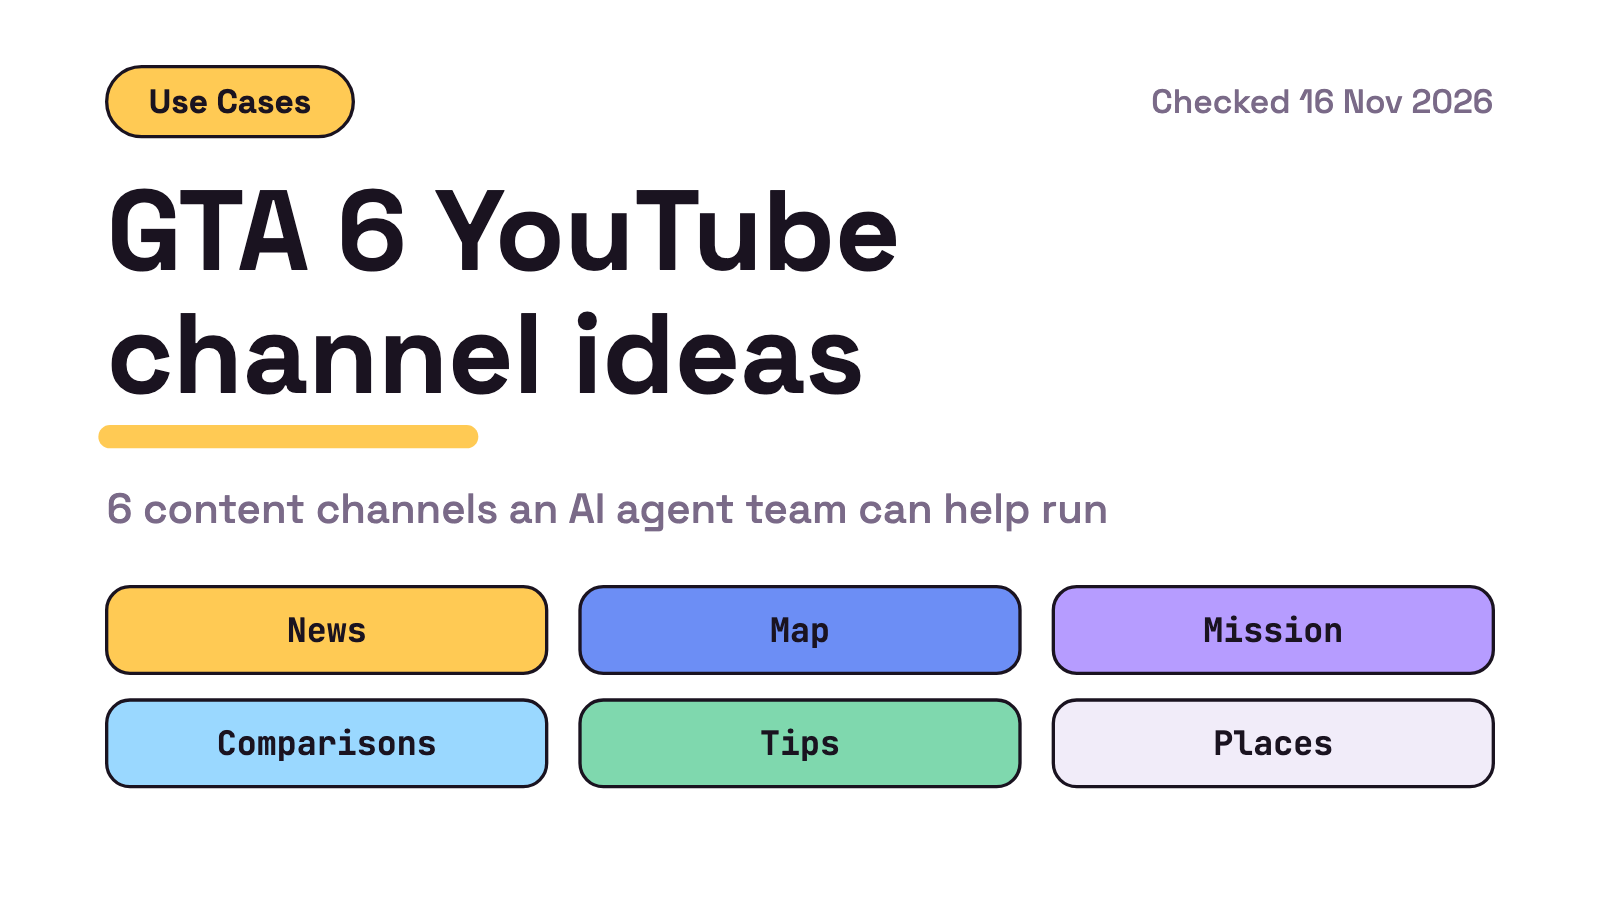 Use Cases
Checked 16 Nov 2026
GTA 6 YouTube
channel ideas
6 content channels an AI agent team can help run
News
Map
Mission
Comparisons
Tips
Places